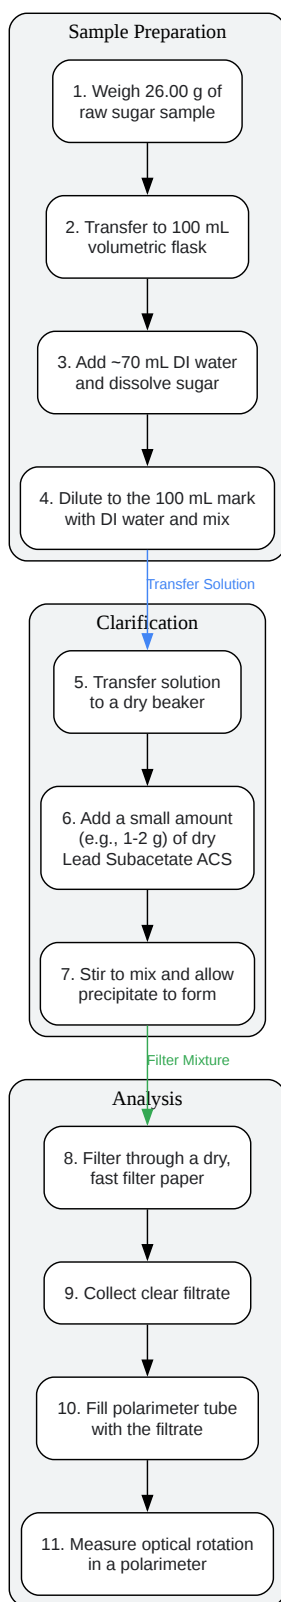 Sample Preparation
1. Weigh 26.00 g of
raw sugar sample
2. Transfer to 100 mL
volumetric flask
3. Add ~70 mL DI water
and dissolve sugar
4. Dilute to the 100 mL mark
with DI water and mix
Transfer Solution
Clarification
5. Transfer solution
to a dry beaker
6. Add a small amount
(e.g., 1-2 g) of dry
Lead Subacetate ACS
7. Stir to mix and allow
precipitate to form
Filter Mixture
Analysis
8. Filter through a dry,
fast filter paper
9. Collect clear filtrate
10. Fill polarimeter tube
with the filtrate
11. Measure optical rotation
in a polarimeter